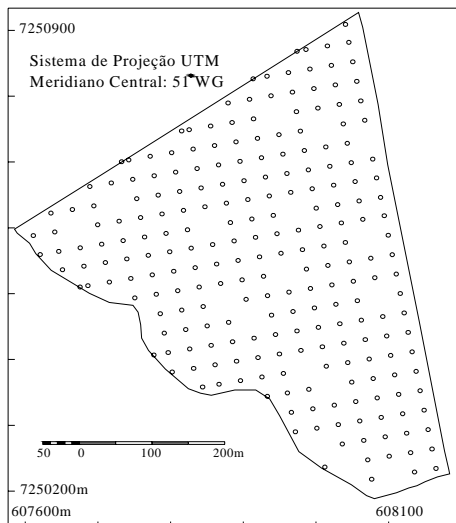 7250900
Sistema de Projeção UTM
Meridiano Central: 51°WG
50 0 100 200m
7250200m
607600m 608100